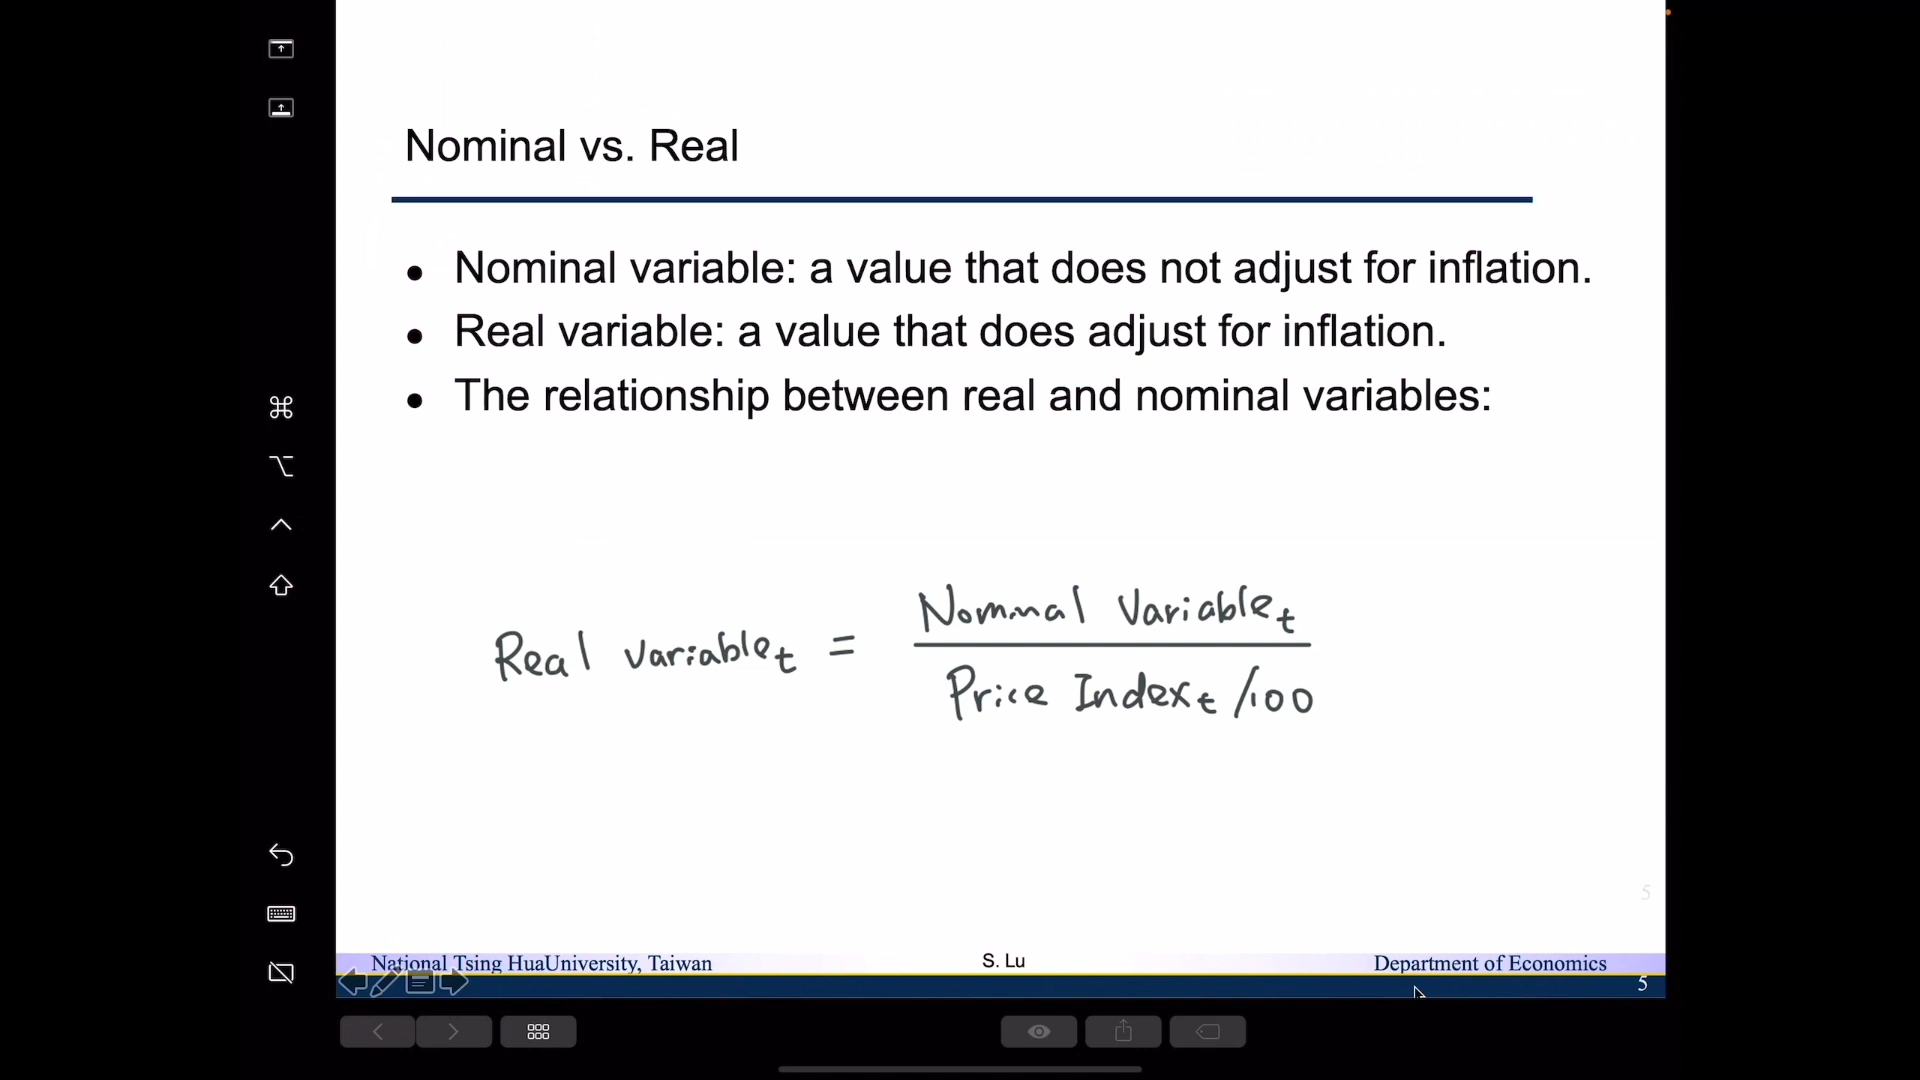 Nominal vs. Real
• Nominal variable: a value that does not adjust for inflation.
• Real variable: a value that does adjust for inflation.
• The relationship between real and nominal variables:
Real variable_t = Nominal Variable_t
Price Index_t /100
5
National Tsing HuaUniversity, Taiwan
S. Lu
Department of Economics
5